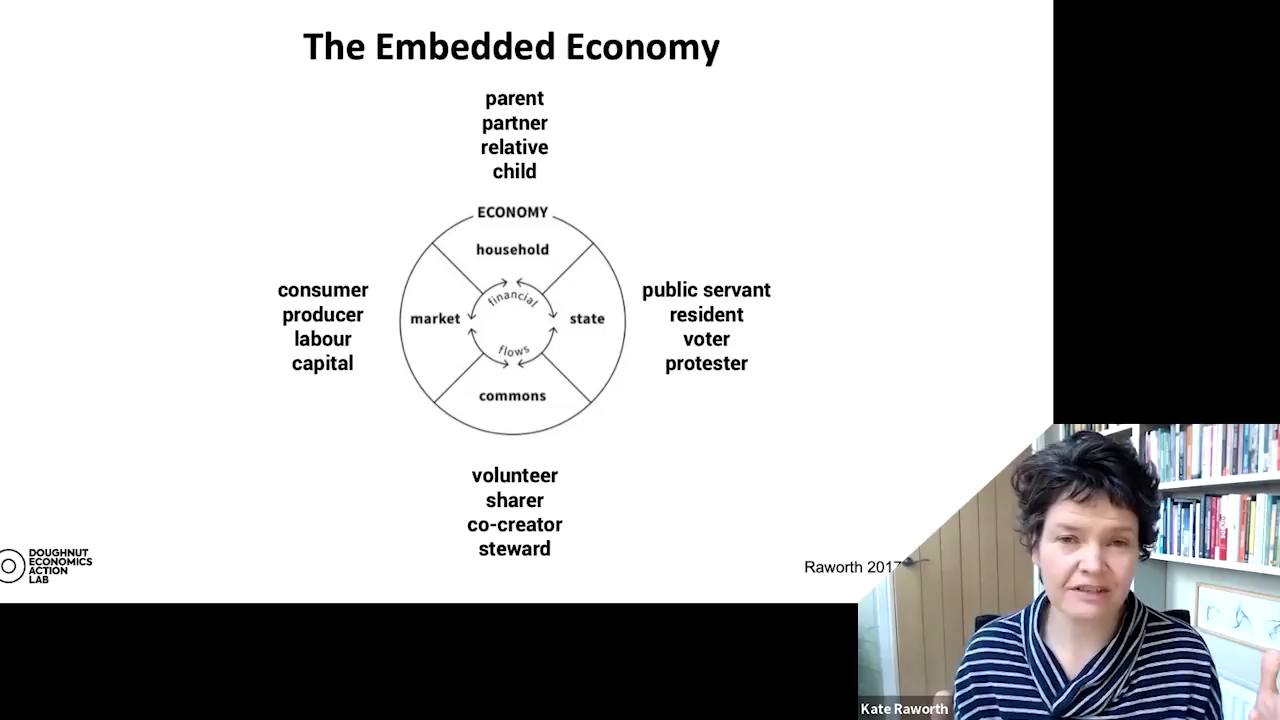 The Embedded Economy
parent
partner
relative
child
ECONOMY
household
financial
market
state
flows
commons
consumer
producer
labour
capital
public servant
resident
voter
protester
volunteer
sharer
co-creator
steward
DOUGHNUT
ECONOMICS
ACTION
LAB
Raworth 2017
Kate Raworth